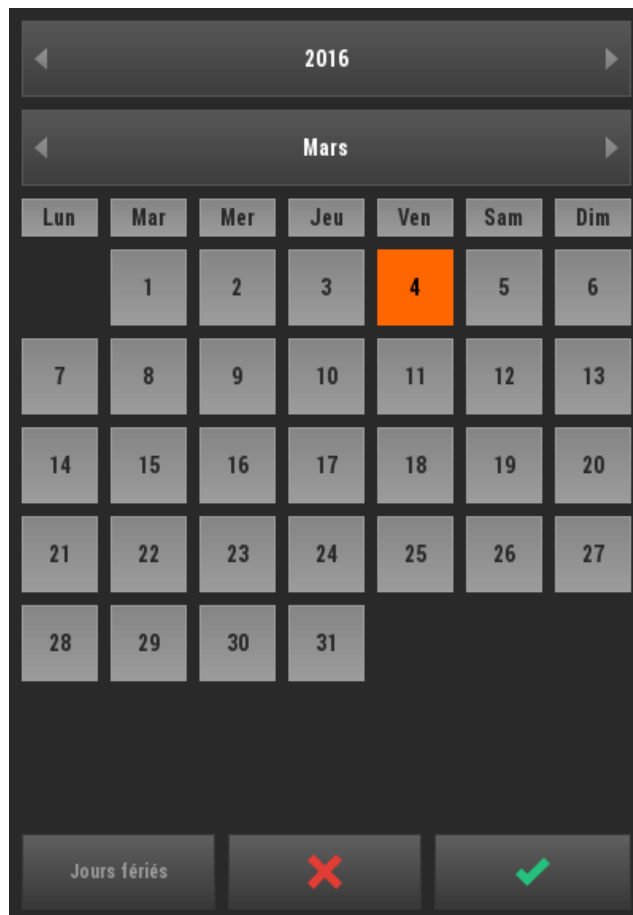 2016
Mars
Lun Mar Mer Jeu Ven Sam Dim
1 2 3 4 5 6
7 8 9 10 11 12 13
14 15 16 17 18 19 20
21 22 23 24 25 26 27
28 29 30 31
Jours fériés